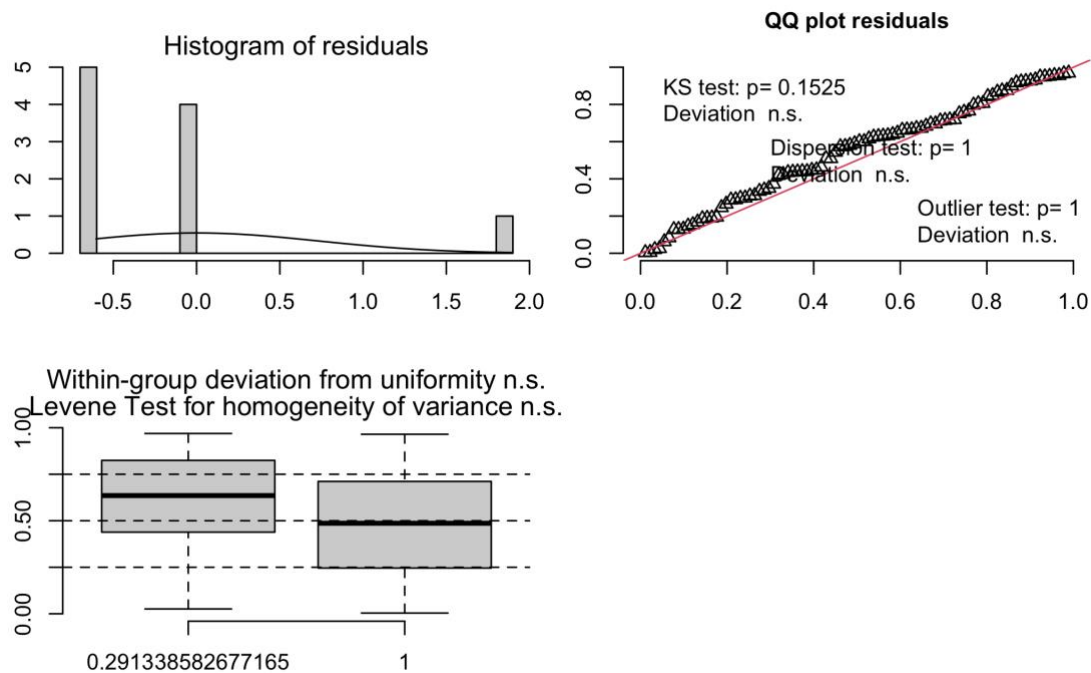 Histogram of residuals
5
4
3
2
1
0
-0.5 0.0 0.5 1.0 1.5 2.0
QQ plot residuals
KS test: p= 0.1525
Deviation n.s.
Dispersion test: p= 1
Deviation n.s.
Outlier test: p= 1
Deviation n.s.
0.8
0.4
0.0
0.0 0.2 0.4 0.6 0.8 1.0
Within-group deviation from uniformity n.s.
Levene Test for homogeneity of variance n.s.
1.00
0.50
0.00
0.291338582677165 1